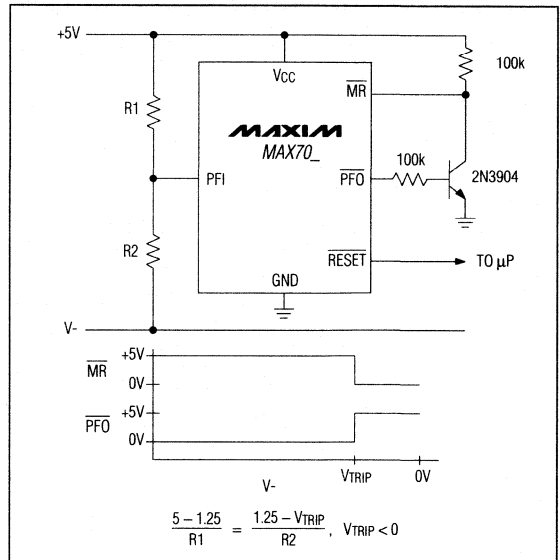 +5V
VCC
100k
R1
MR
MAXIM
MAX70_
100k
2N3904
PFI
PFO
R2
RESET
TO μP
GND
V-
MR
+5V
0V
PFO
+5V
0V
VTRIP
0V
V-
5 – 1.25 / R1 = 1.25 – VTRIP / R2 , VTRIP < 0